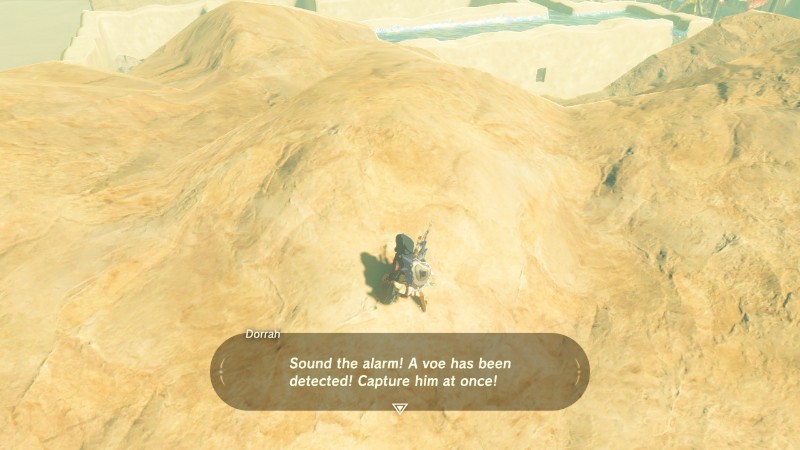 Dorrah
Sound the alarm! A voe has been
detected! Capture him at once!